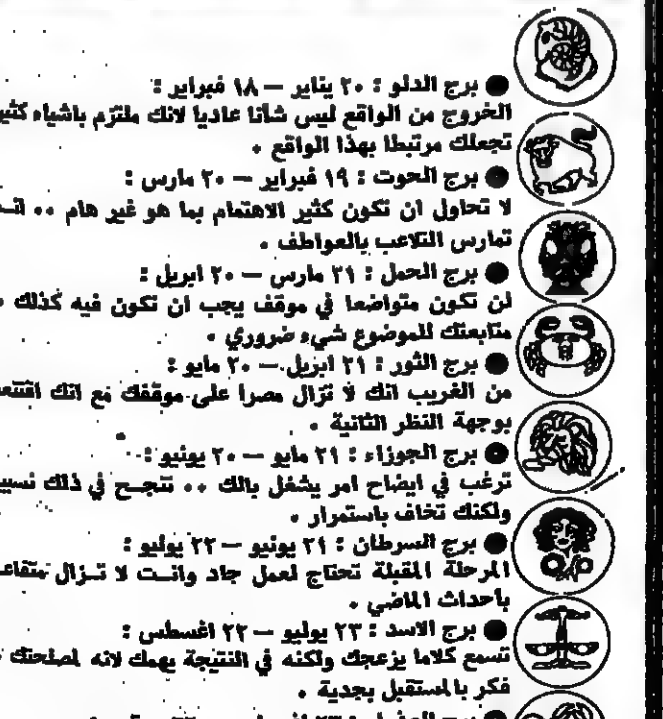 ● برج الدلو : ٢٠ يناير — ١٨ فبراير :
الخروج من الواقع ليس شأنا عاديا لانك ملتزم باشياء
تجعلك مرتبطا بهذا الواقع .
● برج الحوت : ١٩ فبراير — ٢٠ مارس :
لا تحاول ان تكون كثير الاهتمام بما هو غير هام ..
تمارس التلاعب بالعواطف .
● برج الحمل : ٢١ مارس — ٢٠ ابريل :
لن تكون متواضعا في موقف يجب ان تكون فيه كذلك .
متابعتك للموضوع شيء ضروري .
● برج الثور : ٢١ ابريل — ٢٠ مايو :
من الغريب انك لا تزال مصرا على موقفك مع انك
بوجهة النظر الثانية .
● برج الجوزاء : ٢١ مايو — ٢٠ يونيو :
ترغب في ايضاح امر يشغل بالك .. تنجح في ذلك
ولكنك تخاف باستمرار .
● برج السرطان : ٢١ يونيو — ٢٢ يوليو :
المرحلة المقبلة تحتاج لعمل جاد وانت لا تزال
بأحداث الماضي .
● برج الاسد : ٢٣ يوليو — ٢٢ اغسطس :
تسمع كلاما يزعجك ولكنه في النتيجة يهمك لانه لمصلحتك
فكر بالمستقبل بجدية .